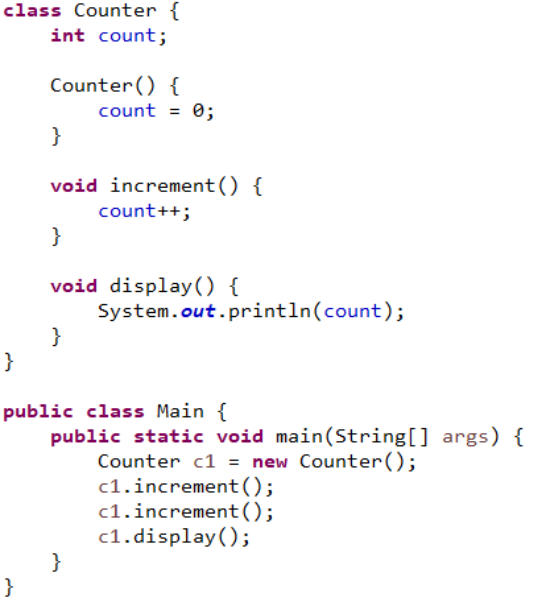 class Counter {
    int count;

    Counter() {
        count = 0;
    }

    void increment() {
        count++;
    }

    void display() {
        System.out.println(count);
    }
}

public class Main {
    public static void main(String[] args) {
        Counter c1 = new Counter();
        c1.increment();
        c1.increment();
        c1.display();
    }
}